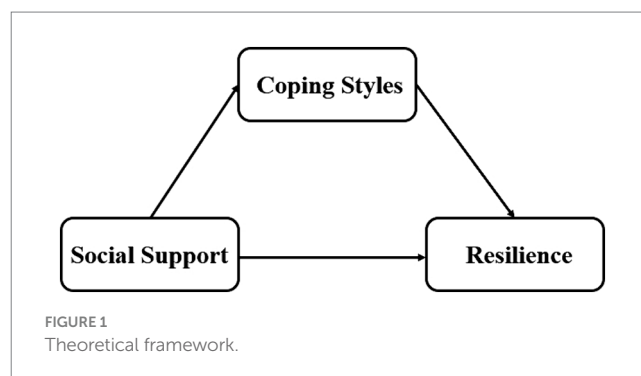 Coping Styles
Social Support
Resilience
FIGURE 1
Theoretical framework.